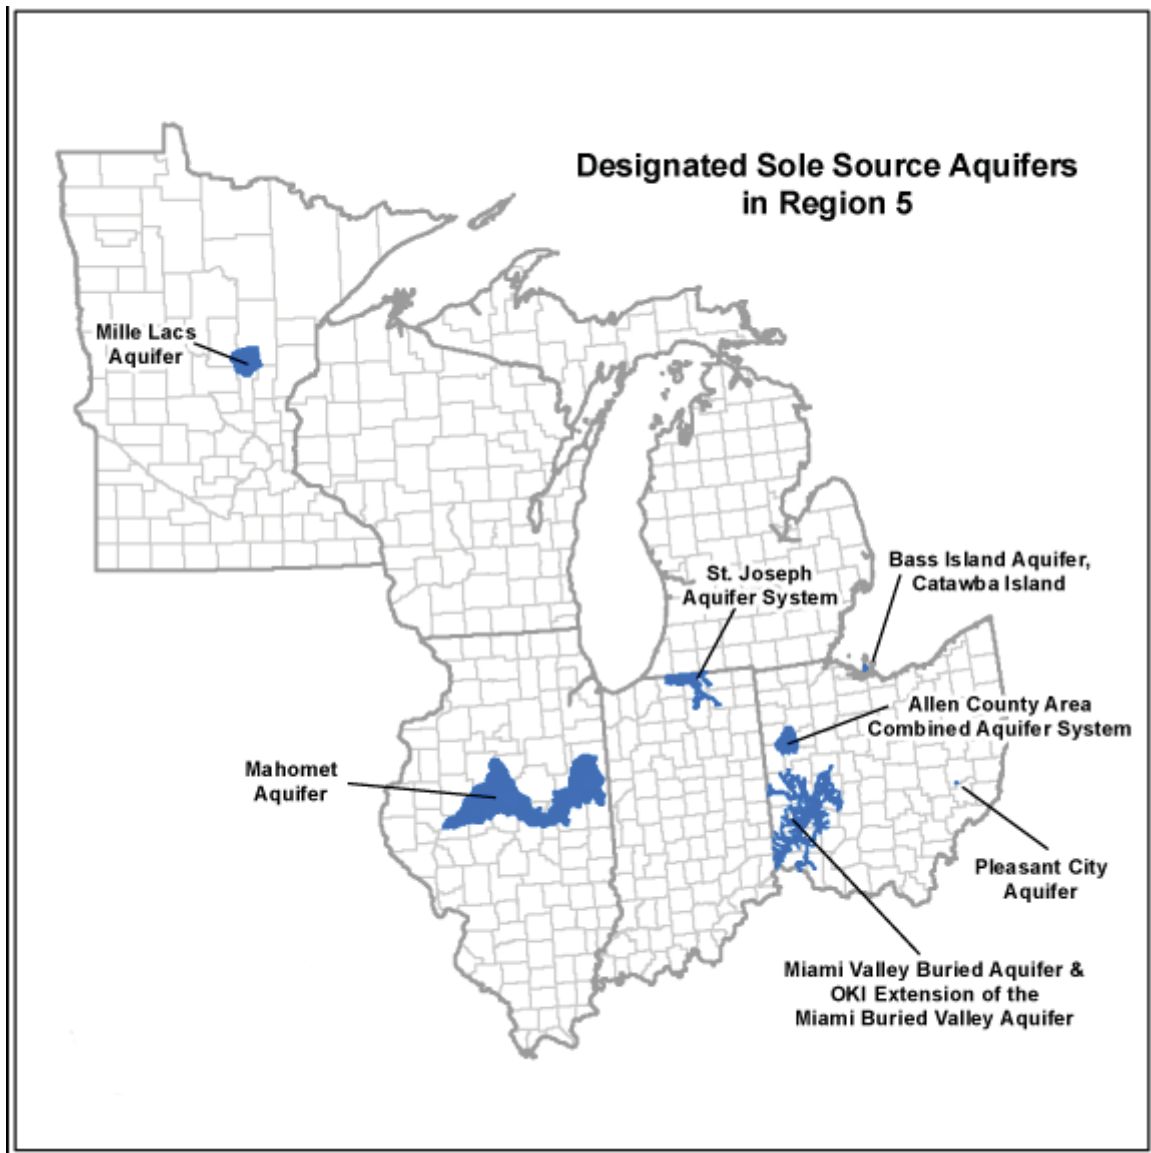 Designated Sole Source Aquifers
in Region 5
Mille Lacs
Aquifer
St. Joseph
Aquifer System
Bass Island Aquifer,
Catawba Island
Allen County Area
Combined Aquifer System
Mahomet
Aquifer
Pleasant City
Aquifer
Miami Valley Buried Aquifer &
OKI Extension of the
Miami Buried Valley Aquifer